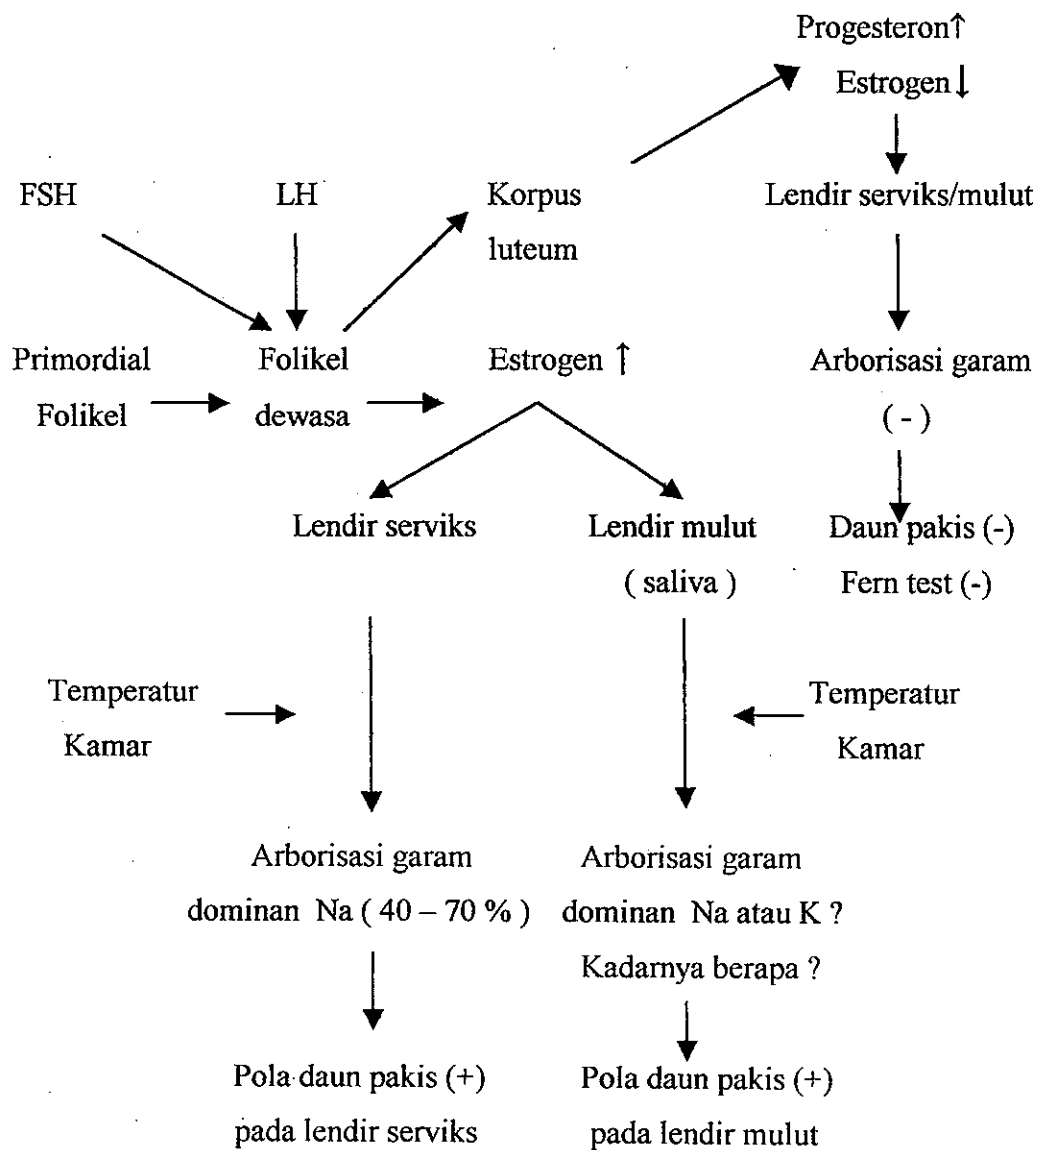 Progesteron↑
Estrogen↓
FSH
LH
Korpus
luteum
Lendir serviks/mulut
Primordial
Folikel
Folikel
dewasa
Estrogen ↑
Arborisasi garam
( - )
Lendir serviks
Lendir mulut
( saliva )
Daun pakis (-)
Fern test (-)
Temperatur
Kamar
Temperatur
Kamar
Arborisasi garam
dominan Na ( 40 – 70 % )
Arborisasi garam
dominan Na atau K ?
Kadarnya berapa ?
Pola daun pakis (+)
pada lendir serviks
Pola daun pakis (+)
pada lendir mulut